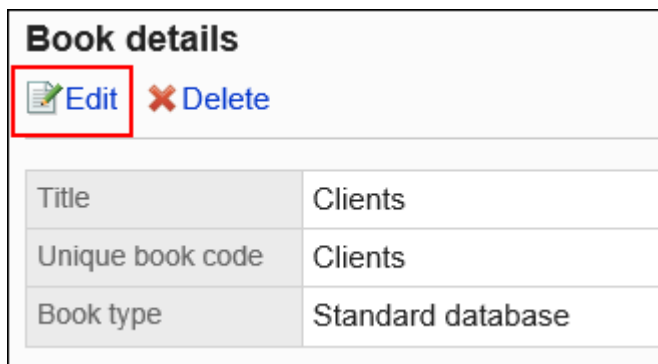 Book details
Edit Delete
Title Clients
Unique book code Clients
Book type Standard database